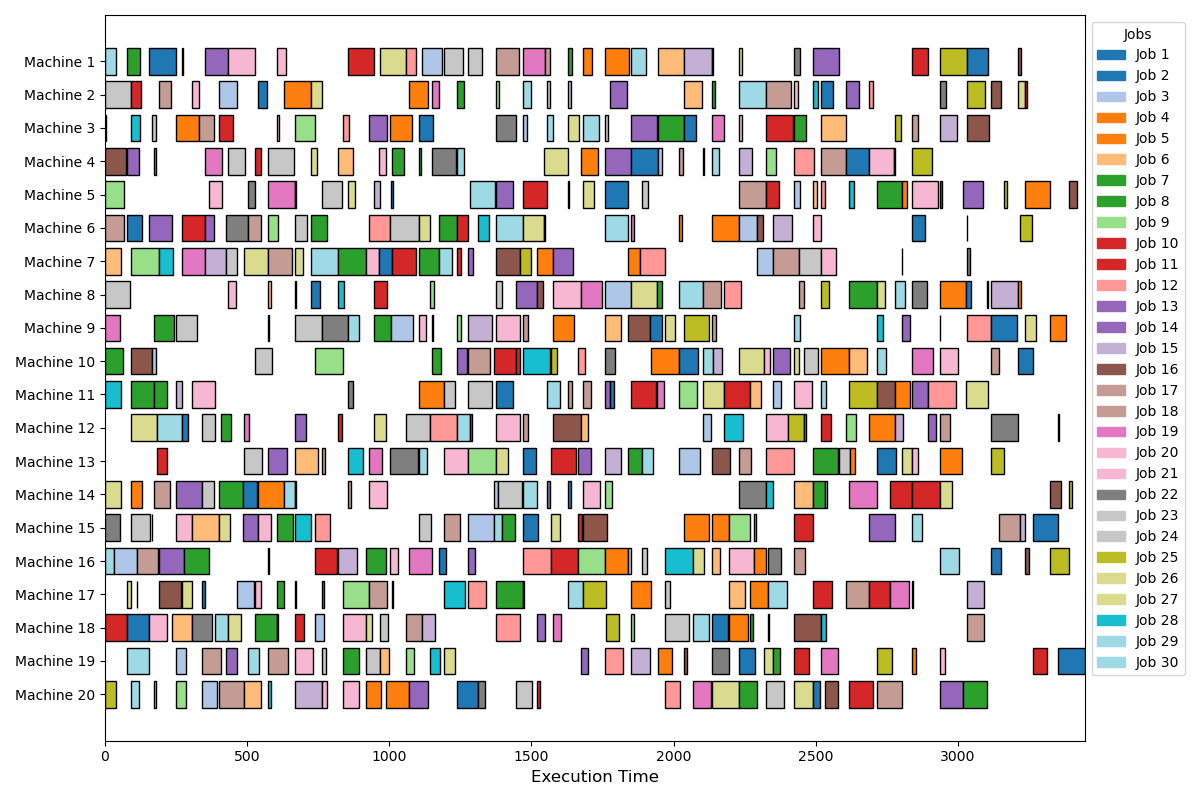 Machine 1
Machine 2
Machine 3
Machine 4
Machine 5
Machine 6
Machine 7
Machine 8
Machine 9
Machine 10
Machine 11
Machine 12
Machine 13
Machine 14
Machine 15
Machine 16
Machine 17
Machine 18
Machine 19
Machine 20
0 500 1000 1500 2000 2500 3000
Execution Time
Jobs
Job 1
Job 2
Job 3
Job 4
Job 5
Job 6
Job 7
Job 8
Job 9
Job 10
Job 11
Job 12
Job 13
Job 14
Job 15
Job 16
Job 17
Job 18
Job 19
Job 20
Job 21
Job 22
Job 23
Job 24
Job 25
Job 26
Job 27
Job 28
Job 29
Job 30